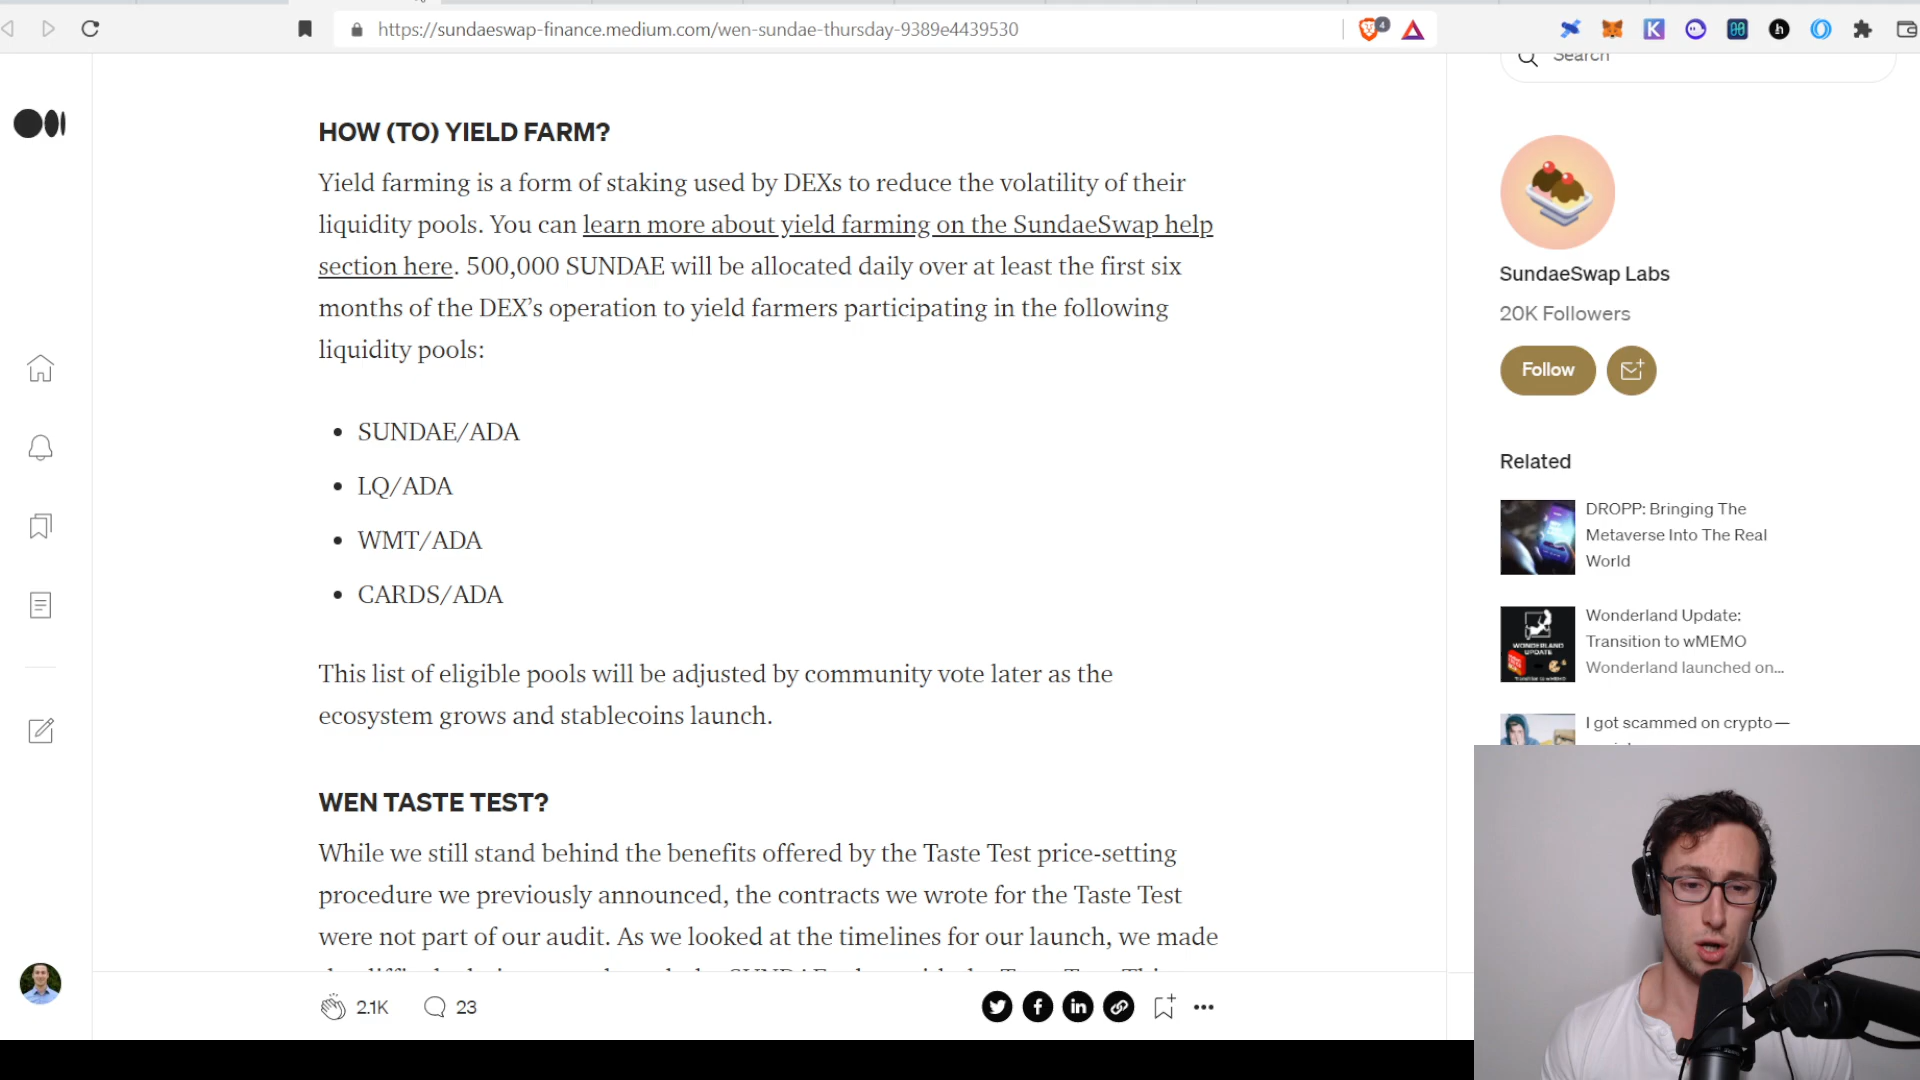 https://sundaeswap-finance.medium.com/wen-sundae-thursday-9389e4439530
4
Search
HOW (TO) YIELD FARM?
Yield farming is a form of staking used by DEXs to reduce the volatility of their
liquidity pools. You can learn more about yield farming on the SundaeSwap help
section here. 500,000 SUNDAE will be allocated daily over at least the first six
months of the DEX’s operation to yield farmers participating in the following
liquidity pools:
• SUNDAE/ADA
• LQ/ADA
• WMT/ADA
• CARDS/ADA
This list of eligible pools will be adjusted by community vote later as the
ecosystem grows and stablecoins launch.
WEN TASTE TEST?
While we still stand behind the benefits offered by the Taste Test price-setting
procedure we previously announced, the contracts we wrote for the Taste Test
were not part of our audit. As we looked at the timelines for our launch, we made
2.1K
23
SundaeSwap Labs
20K Followers
Follow
Related
DROPP: Bringing The
Metaverse Into The Real
World
Wonderland Update:
Transition to wMEMO
Wonderland launched on...
WONDERLAND
UPDATE
I got scammed on crypto—